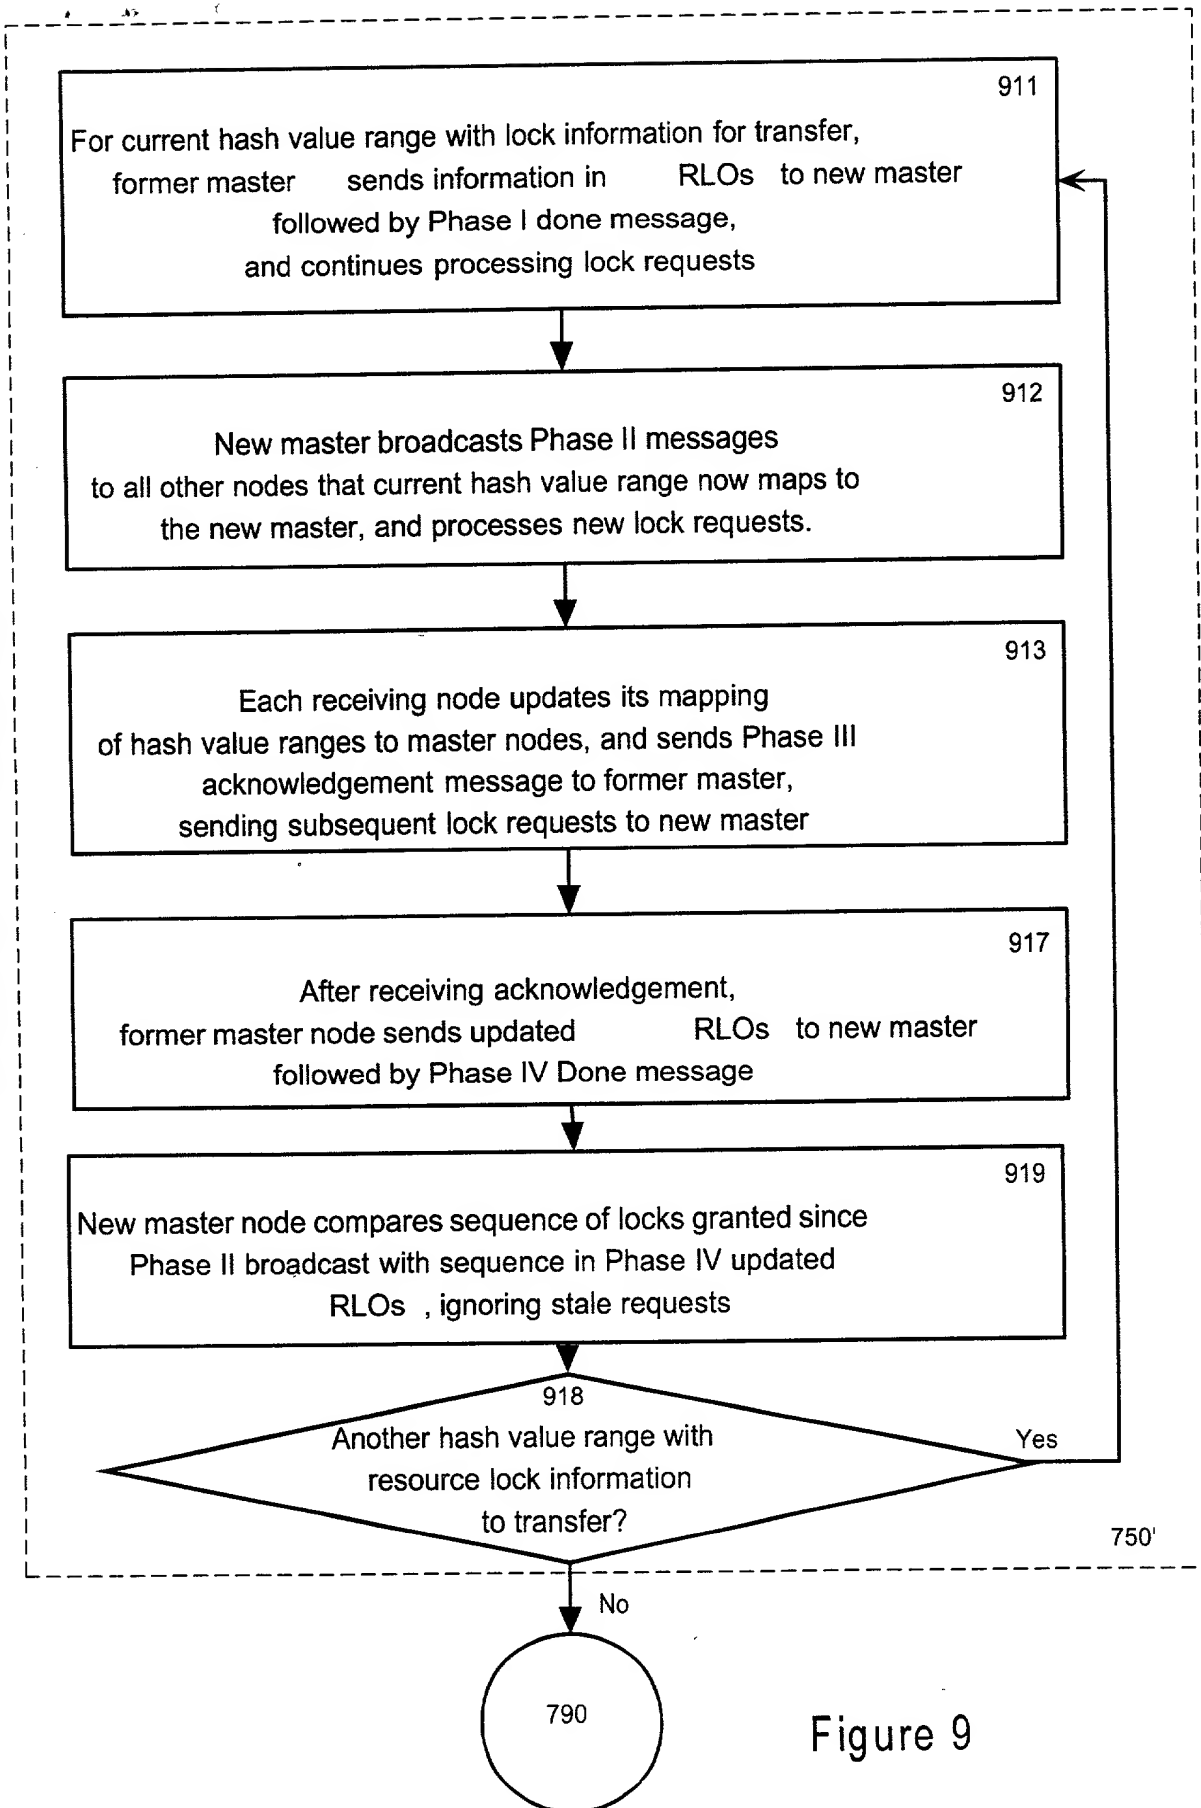 911
For current hash value range with lock information for transfer,
former master sends information in RLOs to new master
followed by Phase I done message,
and continues processing lock requests
912
New master broadcasts Phase II messages
to all other nodes that current hash value range now maps to
the new master, and processes new lock requests.
913
Each receiving node updates its mapping
of hash value ranges to master nodes, and sends Phase III
acknowledgement message to former master,
sending subsequent lock requests to new master
917
After receiving acknowledgement,
former master node sends updated RLOs to new master
followed by Phase IV Done message
919
New master node compares sequence of locks granted since
Phase II broadcast with sequence in Phase IV updated
RLOs , ignoring stale requests
918
Another hash value range with
resource lock information
to transfer?
Yes
750'
No
790
Figure 9